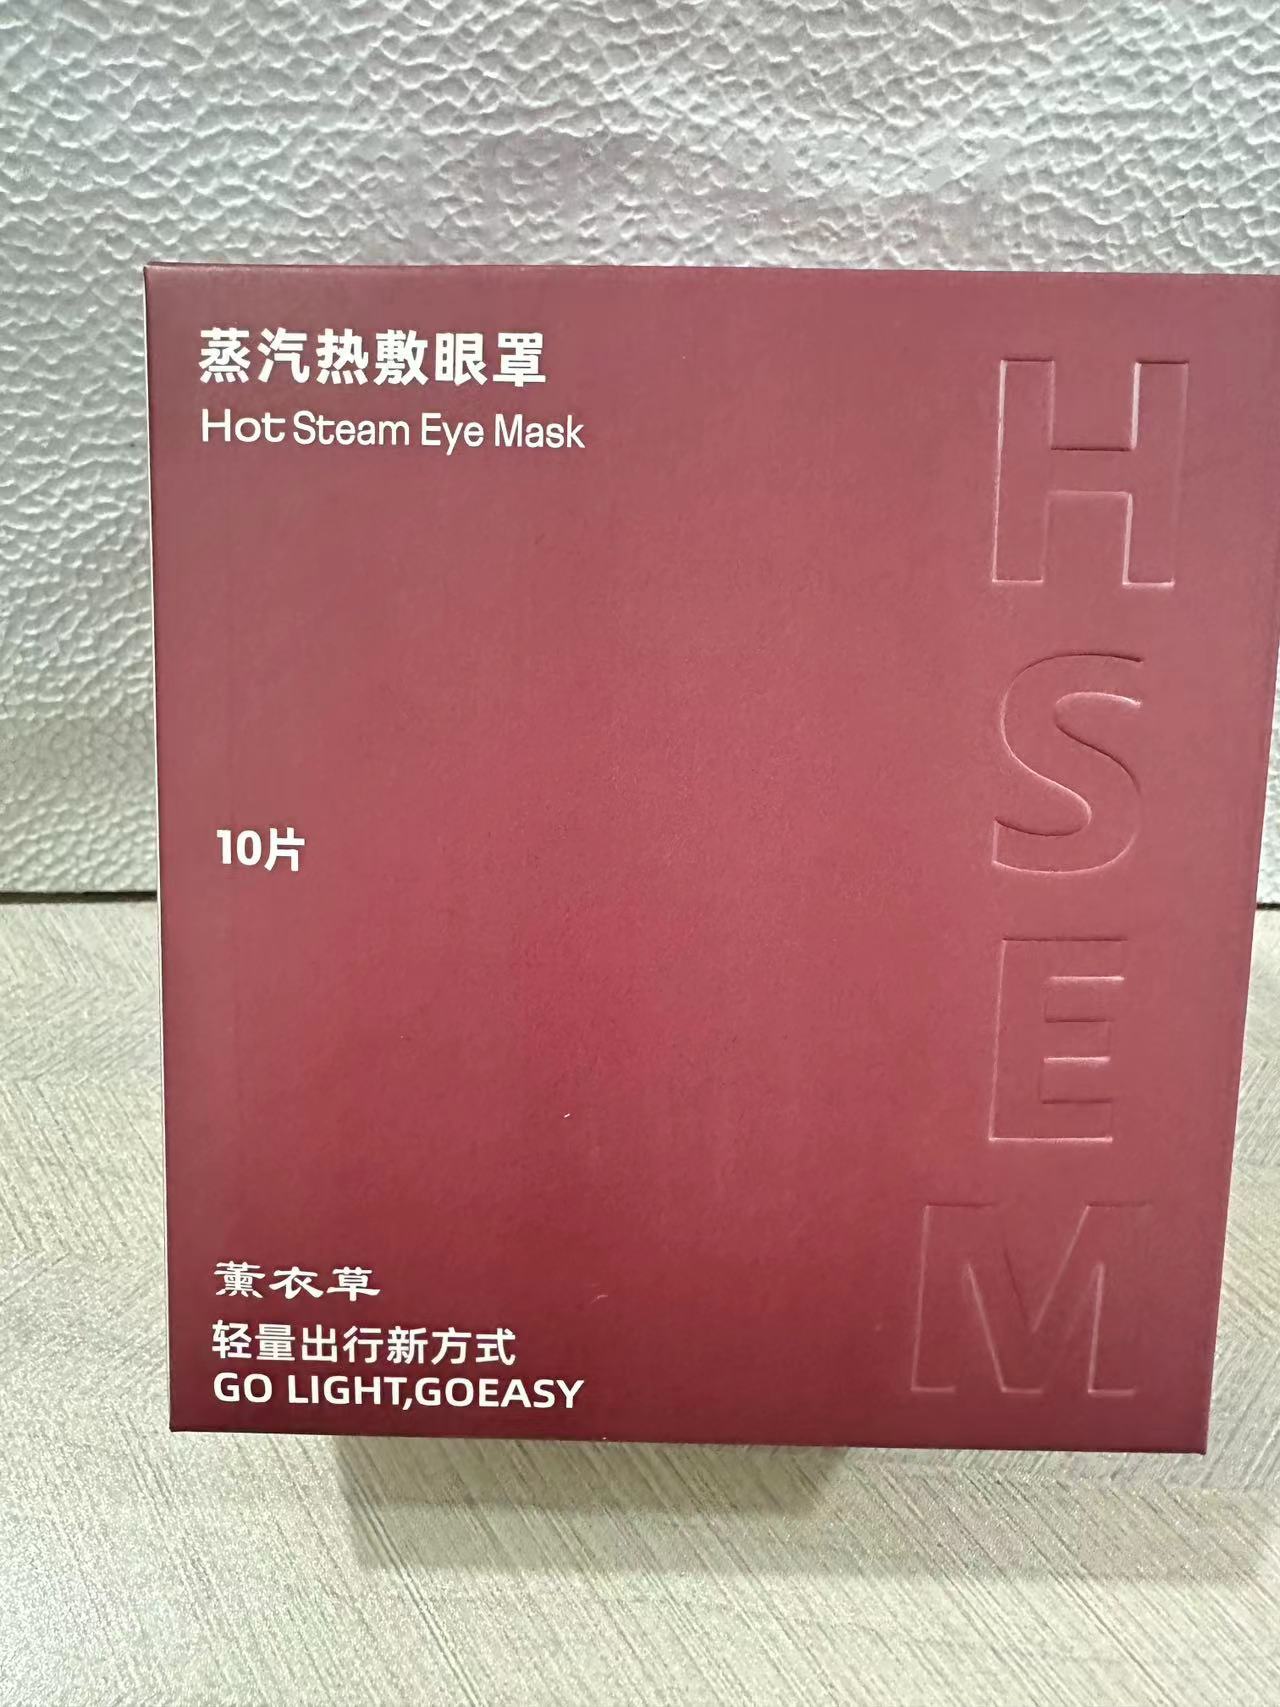 蒸汽热敷眼罩
Hot Steam Eye Mask
10片
薰衣草
轻量出行新方式
GO LIGHT,GOEASY
H
S
E
M